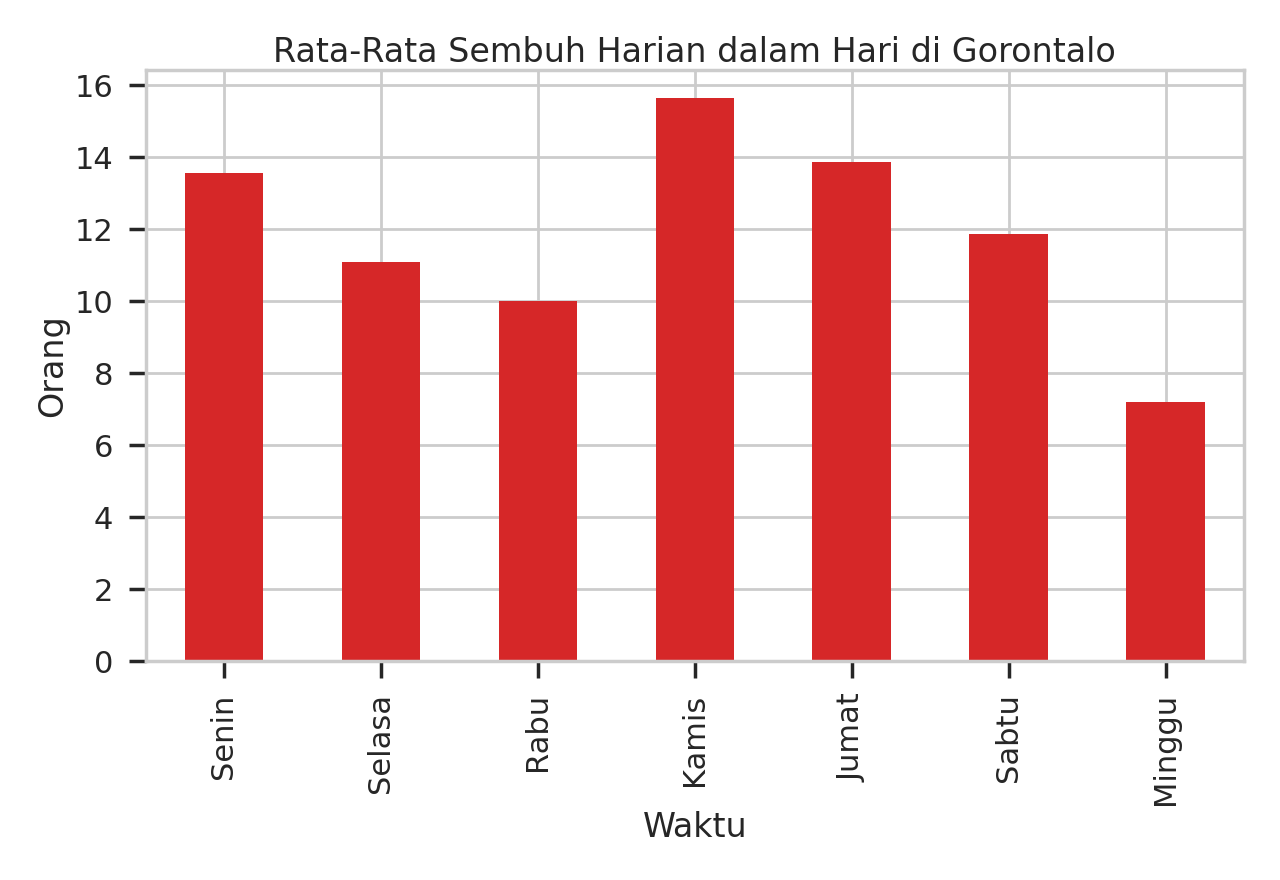 Rata-Rata Sembuh Harian dalam Hari di Gorontalo
16
14
12
10
8
6
4
2
0
Orang
Senin
Selasa
Rabu
Kamis
Jumat
Sabtu
Minggu
Waktu